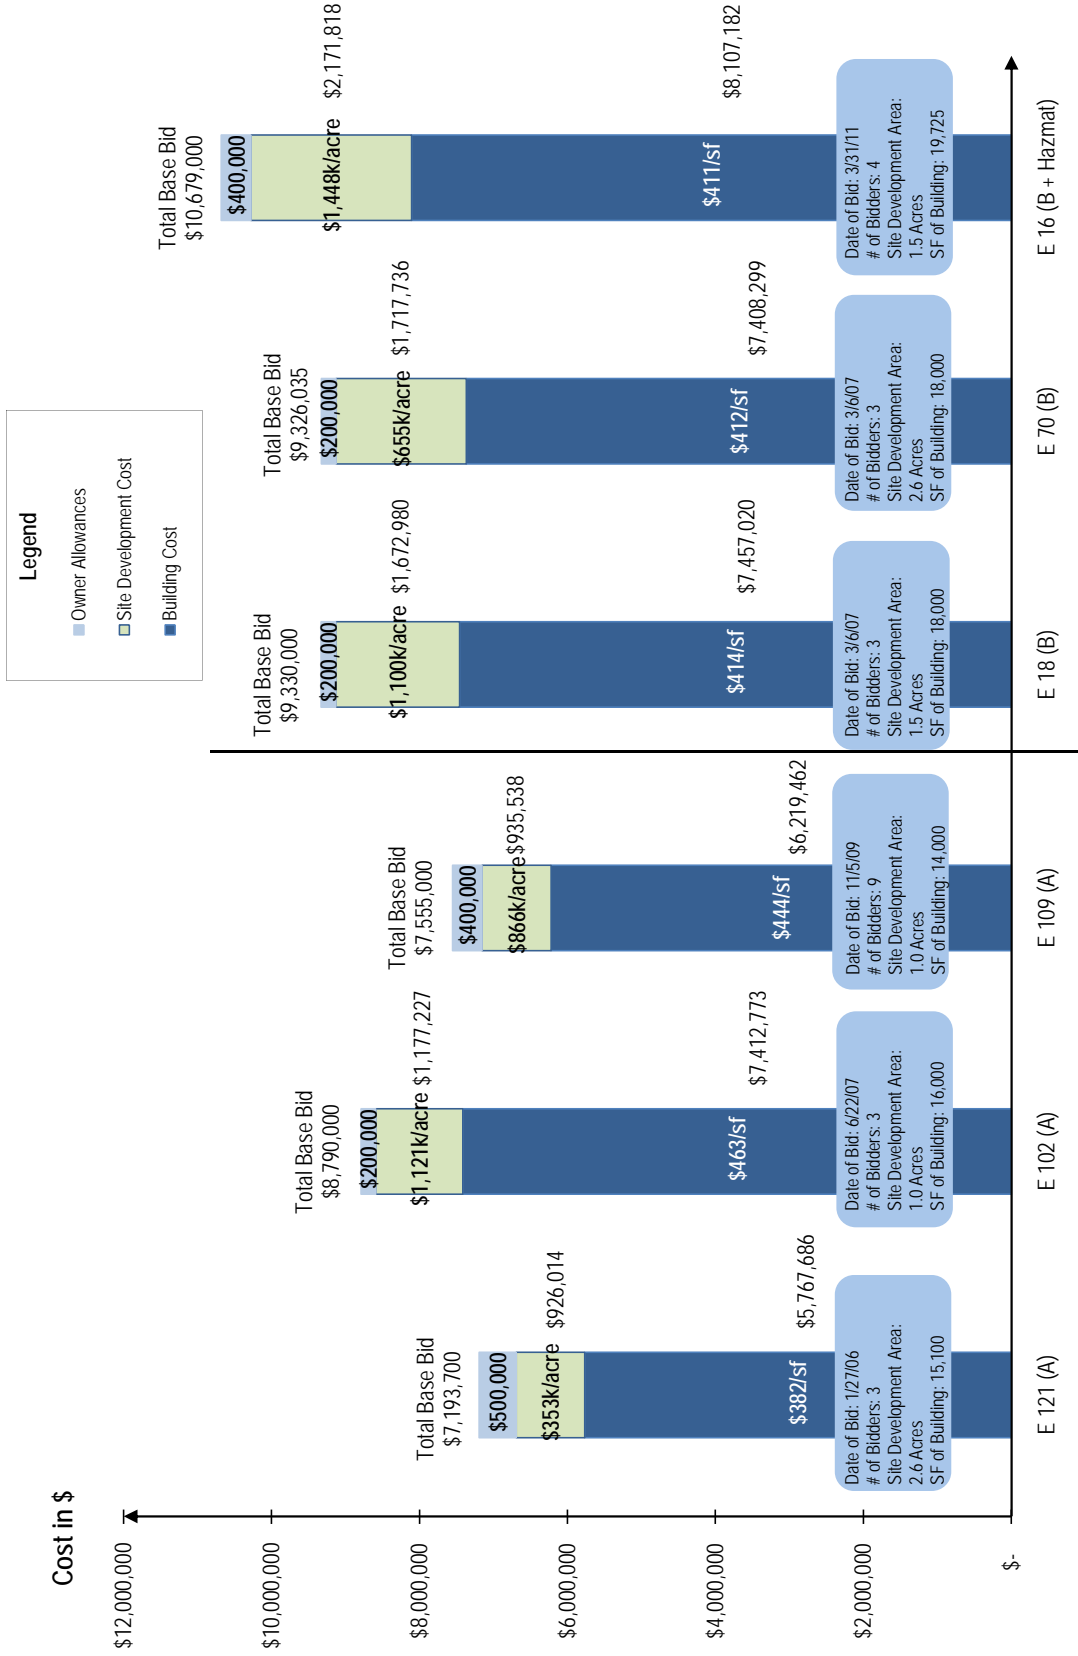 Legend
Owner Allowances
Site Development Cost
Building Cost
Cost in $
$12,000,000
$10,000,000
$8,000,000
$6,000,000
$4,000,000
$2,000,000
$-
Total Base Bid
$7,193,700
$500,000
$353k/acre
$926,014
$382/sf
$5,767,686
Date of Bid: 1/27/06
# of Bidders: 3
Site Development Area:
2.6 Acres
SF of Building: 15,100
E 121 (A)
Total Base Bid
$8,790,000
$200,000
$1,121k/acre
$1,177,227
$463/sf
$7,412,773
Date of Bid: 6/22/07
# of Bidders: 3
Site Development Area:
1.0 Acres
SF of Building: 16,000
E 102 (A)
Total Base Bid
$7,555,000
$400,000
$866k/acre
$935,538
$444/sf
$6,219,462
Date of Bid: 11/5/09
# of Bidders: 9
Site Development Area:
1.0 Acres
SF of Building: 14,000
E 109 (A)
Total Base Bid
$9,330,000
$200,000
$1,100k/acre
$1,672,980
$414/sf
$7,457,020
Date of Bid: 3/6/07
# of Bidders: 3
Site Development Area:
1.5 Acres
SF of Building: 18,000
E 18 (B)
Total Base Bid
$9,326,035
$200,000
$655k/acre
$1,717,736
$412/sf
$7,408,299
Date of Bid: 3/6/07
# of Bidders: 3
Site Development Area:
2.6 Acres
SF of Building: 18,000
E 70 (B)
Total Base Bid
$10,679,000
$400,000
$1,448k/acre
$2,171,818
$411/sf
$8,107,182
Date of Bid: 3/31/11
# of Bidders: 4
Site Development Area:
1.5 Acres
SF of Building: 19,725
E 16 (B + Hazmat)